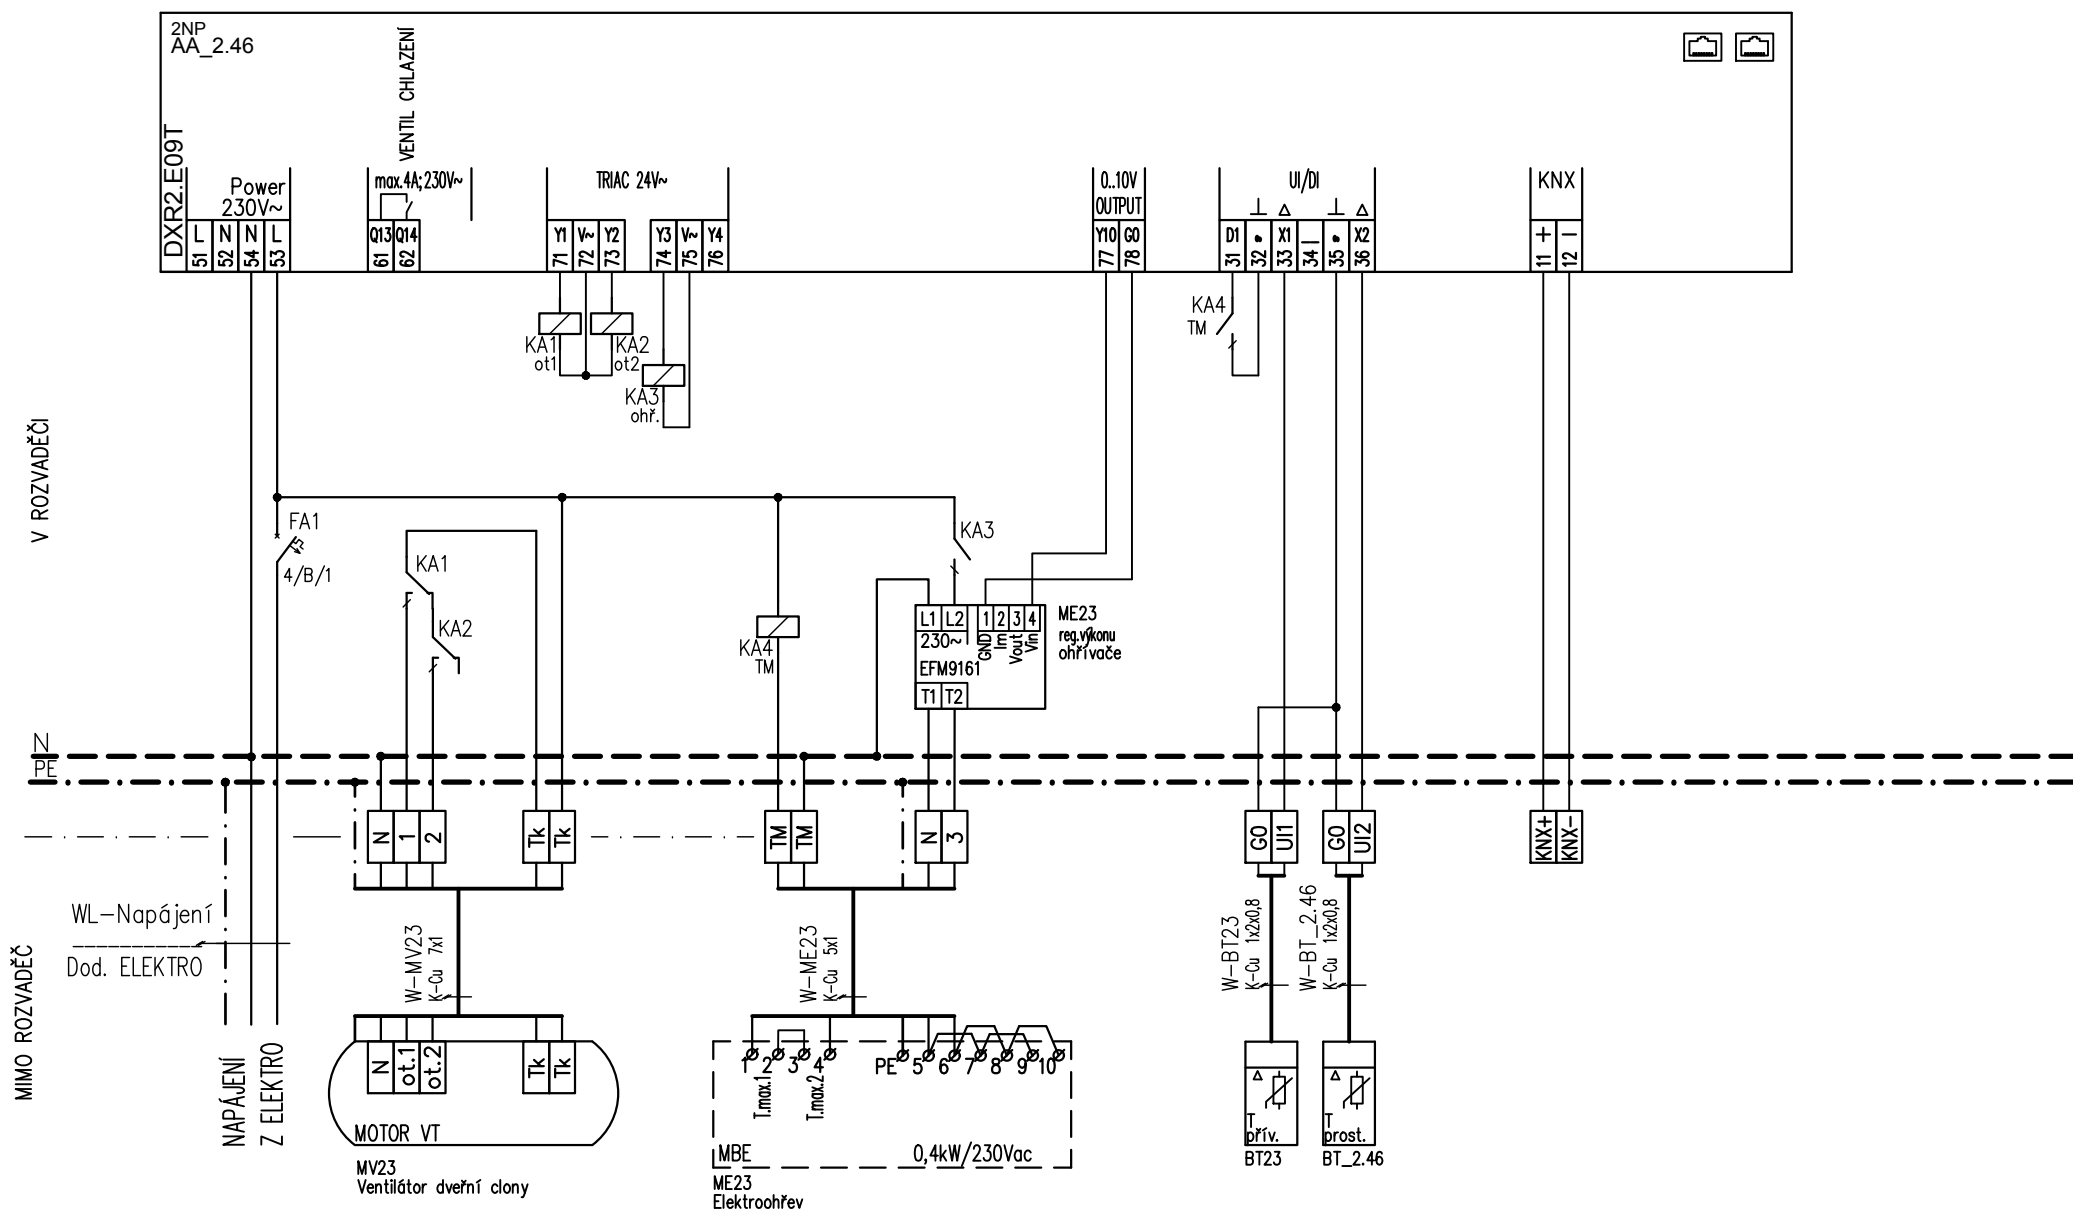 2NP
AA_2.46
DXR2.E09T
VENTIL CHLAZENÍ
Power
230V~
max.4A;230V~
TRIAC 24V~
0..10V
OUTPUT
UI/DI
KNX
L N N L
51 52 54 53
Q13 Q14
61 62
Y1 V~ Y2
71 72 73
Y3 V~ Y4
74 75 76
Y10 G0
77 78
D1 X1 X2
31 32 33 34 35 36
+ −
11 12
KA1
ot1
KA2
ot2
KA3
ohř.
KA4
TM
V ROZVADĚČI
FA1
4/B/1
KA1
KA2
KA4
TM
KA3
L1 L2 1 2 3 4
230~
GND
Im
Vout
Vin
EFM9161
T1 T2
ME23
reg.výkonu
ohřívače
N
PE
N 1 2
Tk Tk
TM TM
N 3
G0 UI1
G0 UI2
KNX+ KNX-
MIMO ROZVADĚČ
WL-Napájení
Dod. ELEKTRO
NAPÁJENÍ
Z ELEKTRO
W-MV23
K-Cu 7x1
W-ME23
K-Cu 5x1
W-BT23
K-Cu 1x2x0,8
W-BT_2.46
K-Cu 1x2x0,8
N ot.1 ot.2
Tk Tk
MOTOR VT
MV23
Ventilátor dveřní clony
1 2 3 4 PE 5 6 7 8 9 10
T.max.1
T.max.2
MBE 0,4kW/230Vac
ME23
Elektroohřev
T
přív.
BT23
T
prost.
BT_2.46